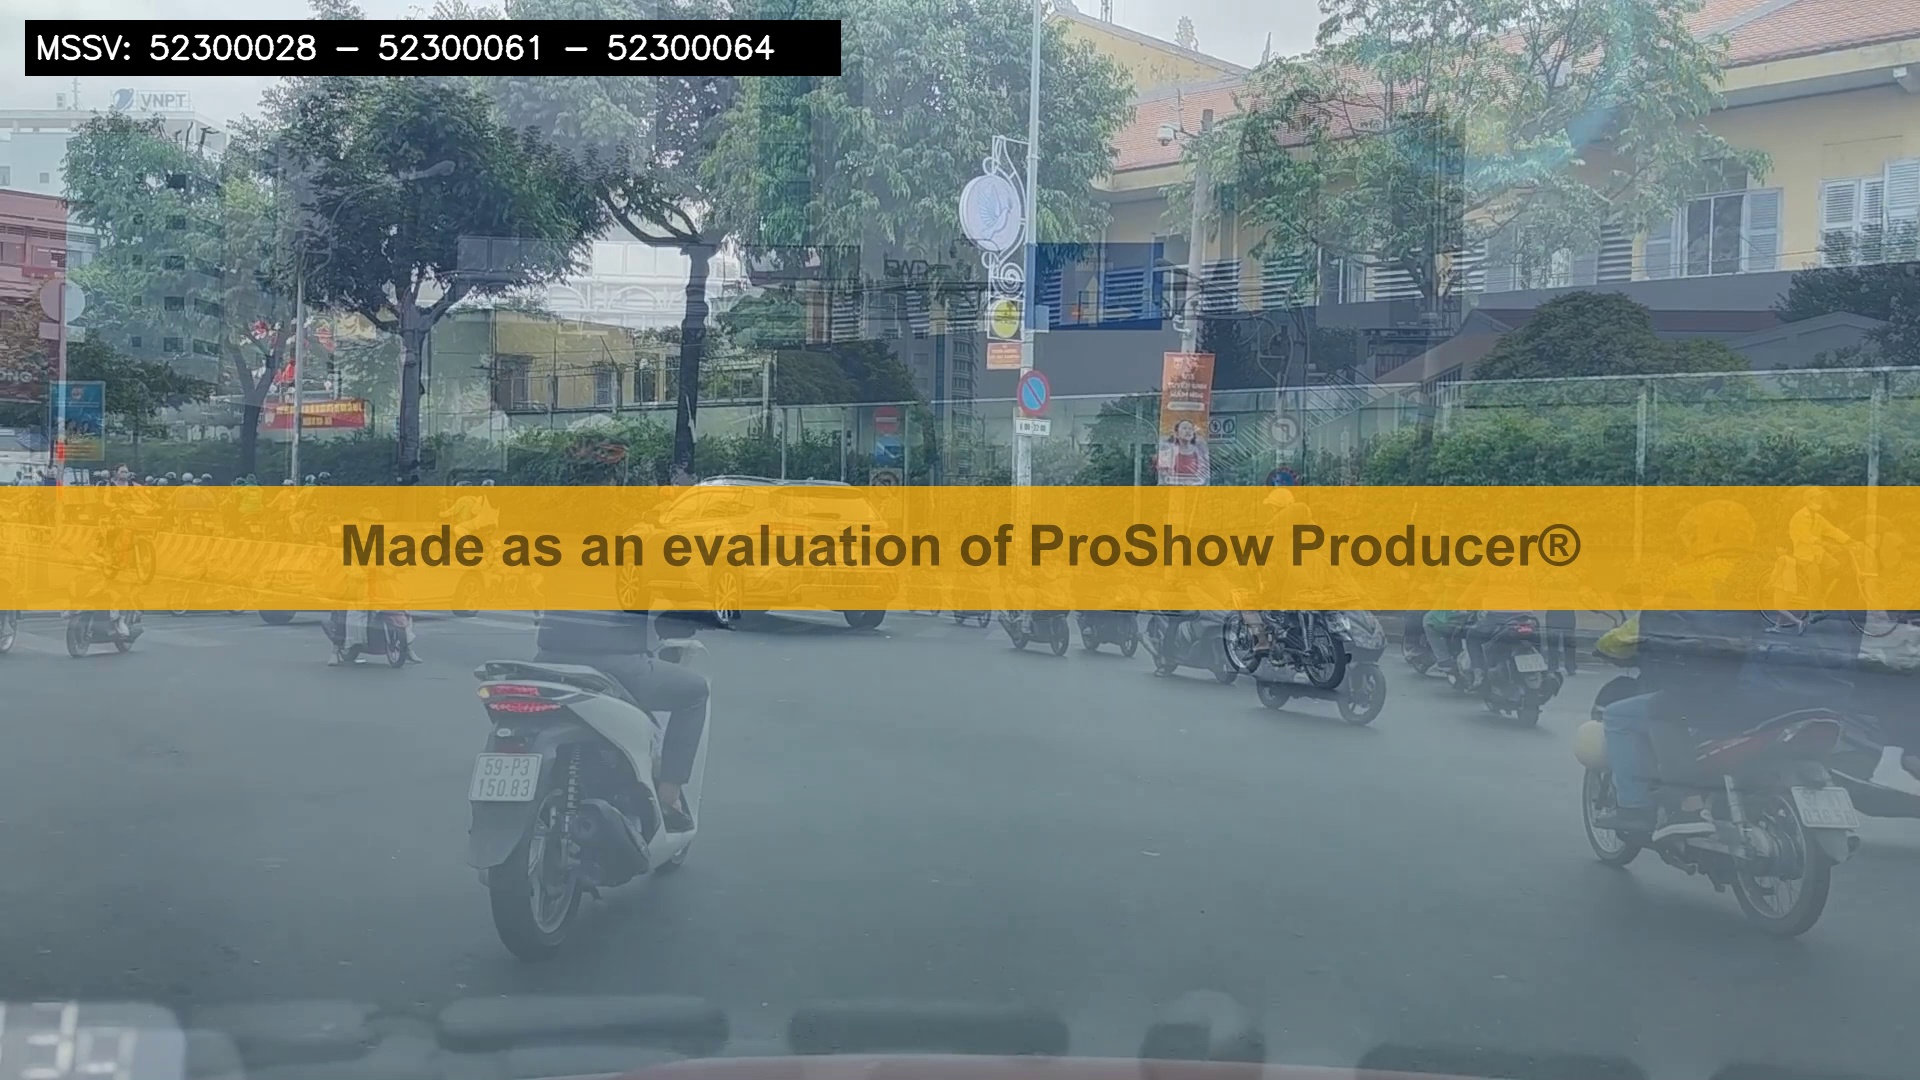 MSSV: 52300028 - 52300061 - 52300064
VNPT
Made as an evaluation of ProShow Producer®
59-P3
150.83